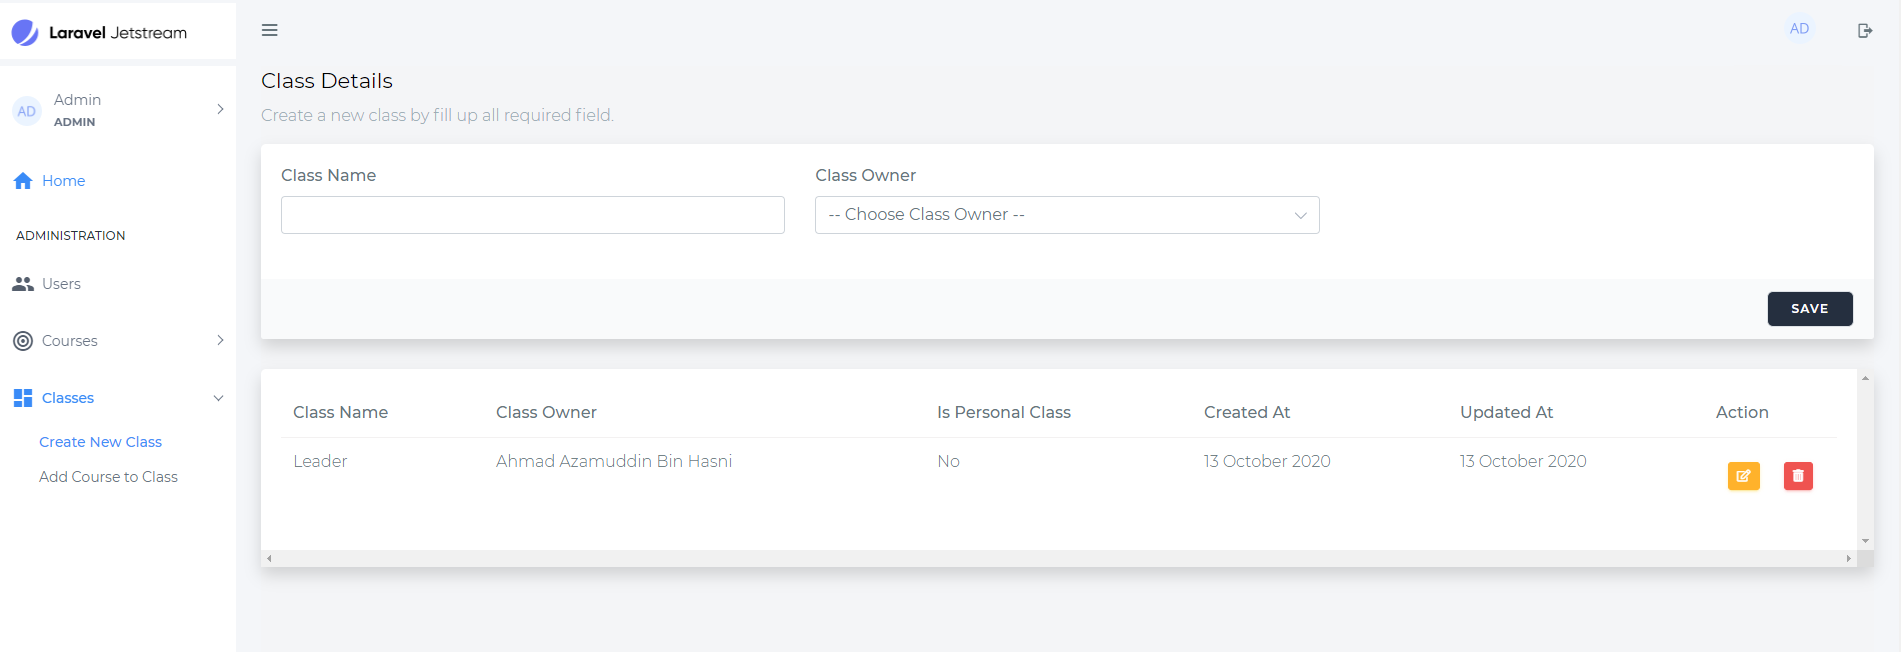 Laravel Jetstream
AD
AD
Admin
ADMIN
Home
ADMINISTRATION
Users
Courses
Classes
Create New Class
Add Course to Class
Class Details
Create a new class by fill up all required field.
Class Name Class Owner
-- Choose Class Owner --
SAVE
Class Name Class Owner Is Personal Class Created At Updated At Action
Leader Ahmad Azamuddin Bin Hasni No 13 October 2020 13 October 2020